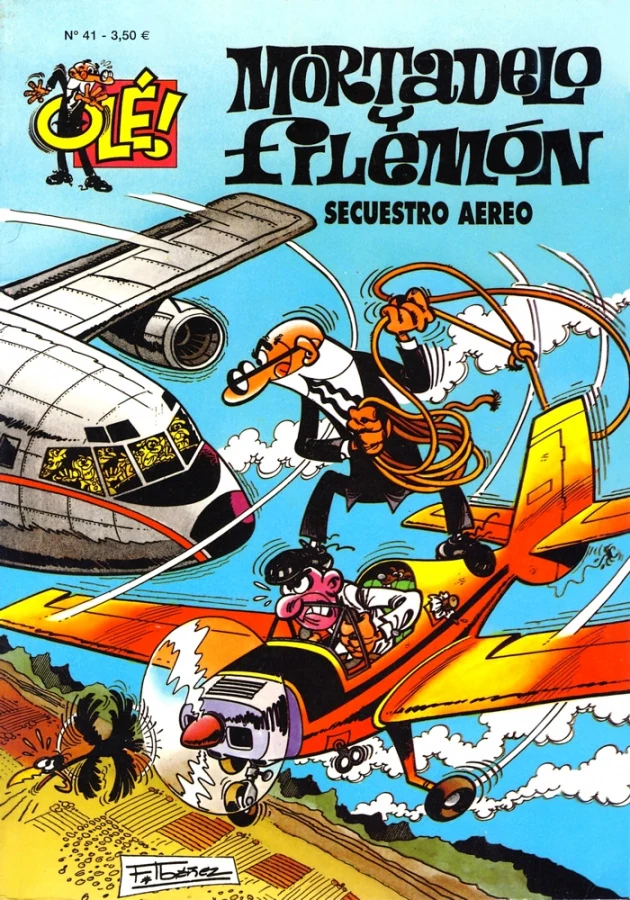 Nº 41 - 3,50 €
OLÉ!
MORTADELO
Y
FILEMÓN
SECUESTRO AEREO
F. Ibáñez